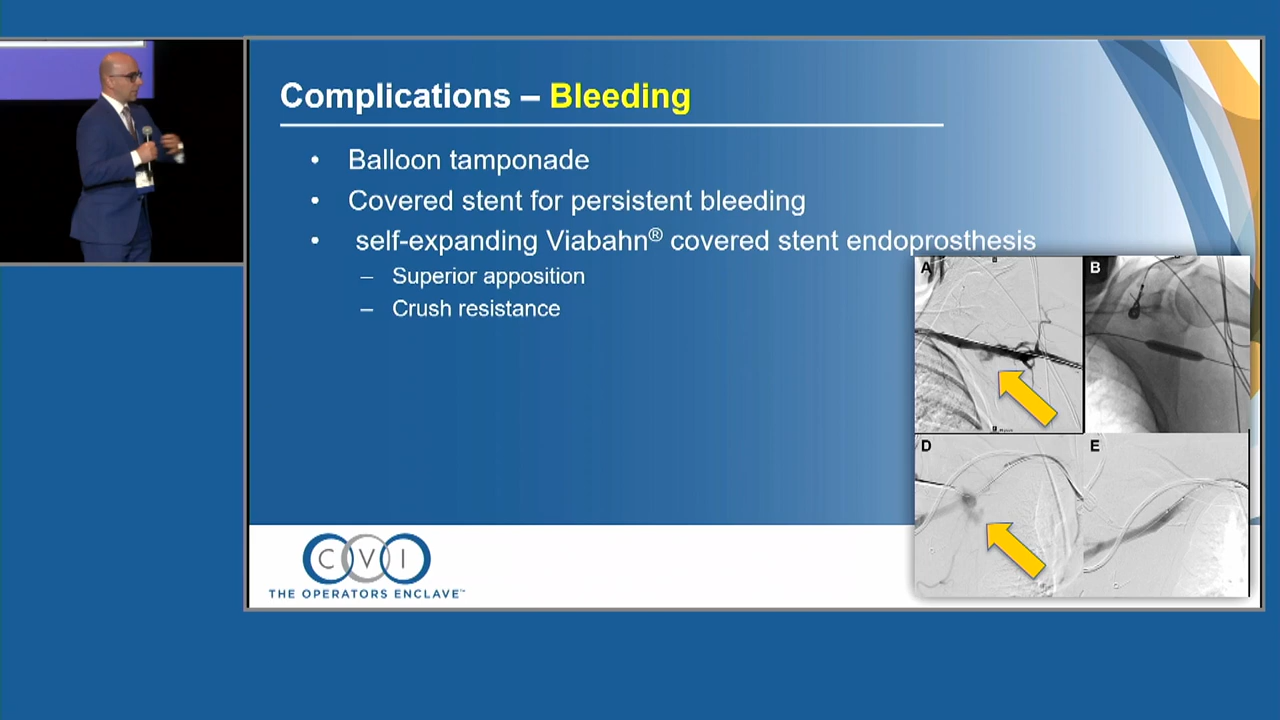 Complications – Bleeding
• Balloon tamponade
• Covered stent for persistent bleeding
• self-expanding Viabahn® covered stent endoprosthesis
– Superior apposition
– Crush resistance
A
B
D
E
CVI
THE OPERATORS ENCLAVE™